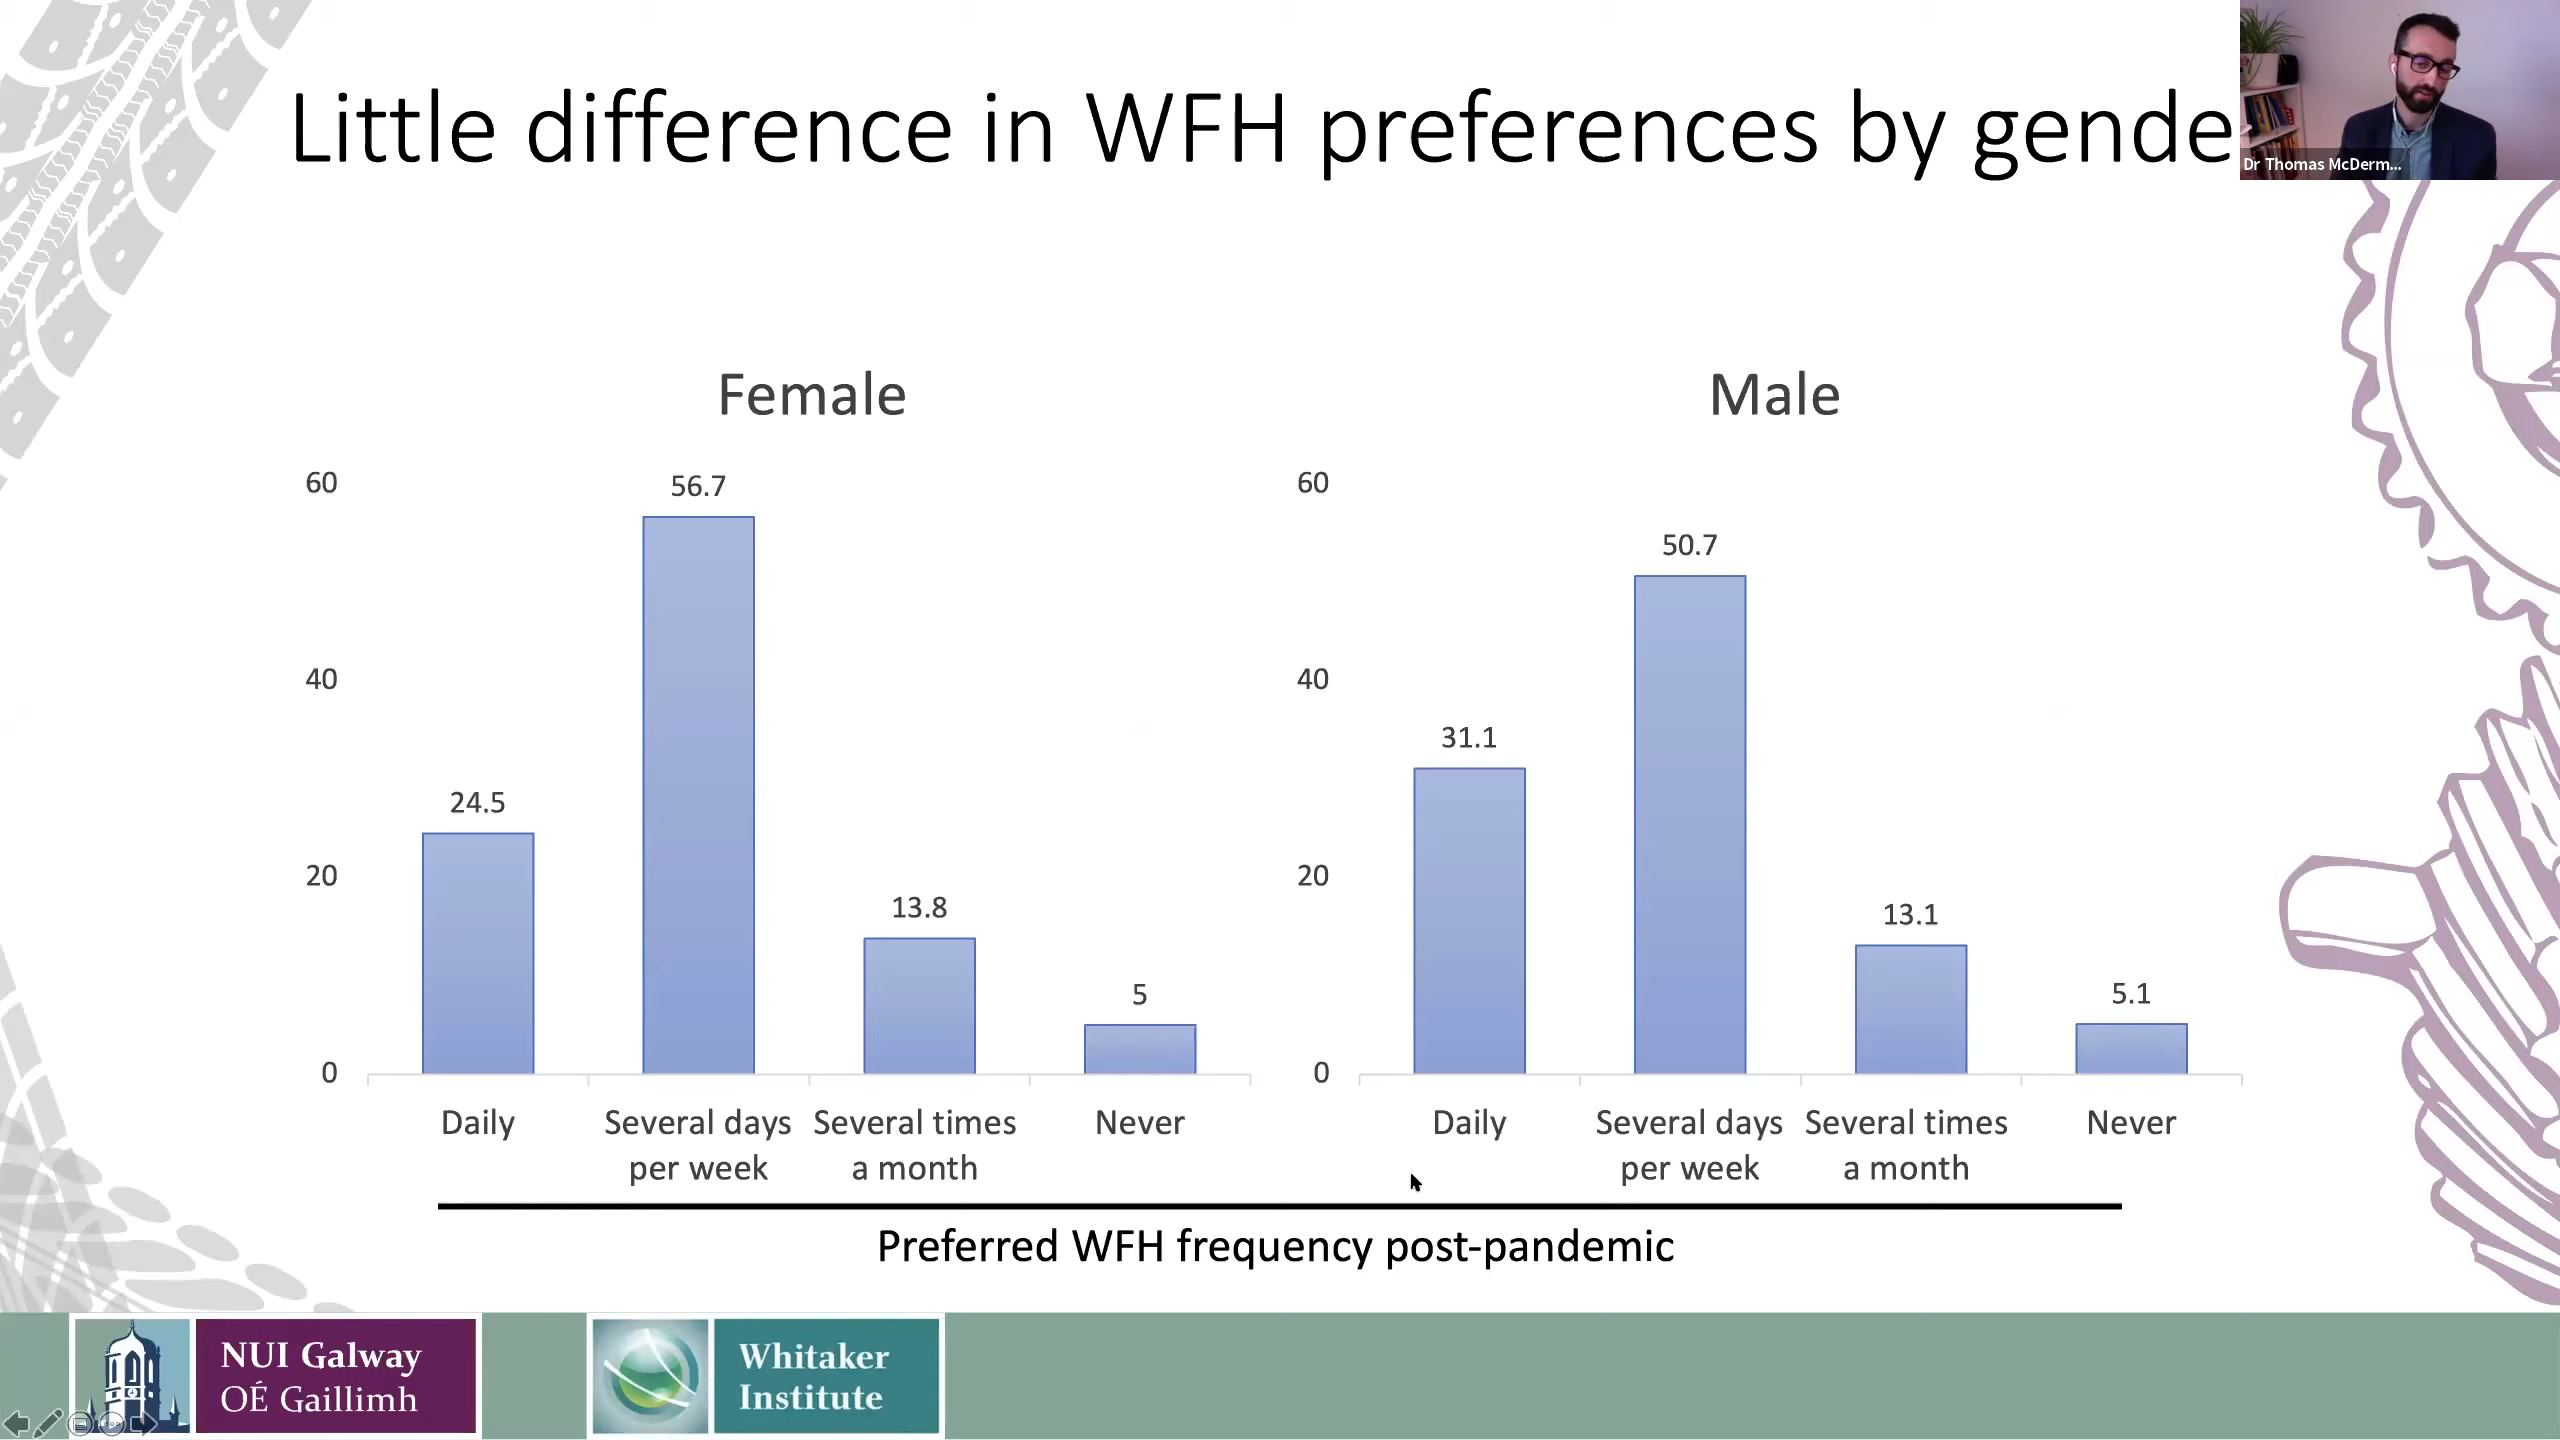 Little difference in WFH preferences by gende
Dr Thomas McDerm...
Female
60
40
20
0
56.7
24.5
13.8
5
Daily
Several days
per week
Several times
a month
Never
Male
60
40
20
0
50.7
31.1
13.1
5.1
Daily
Several days
per week
Several times
a month
Never
Preferred WFH frequency post-pandemic
NUI Galway
OÉ Gaillimh
Whitaker
Institute